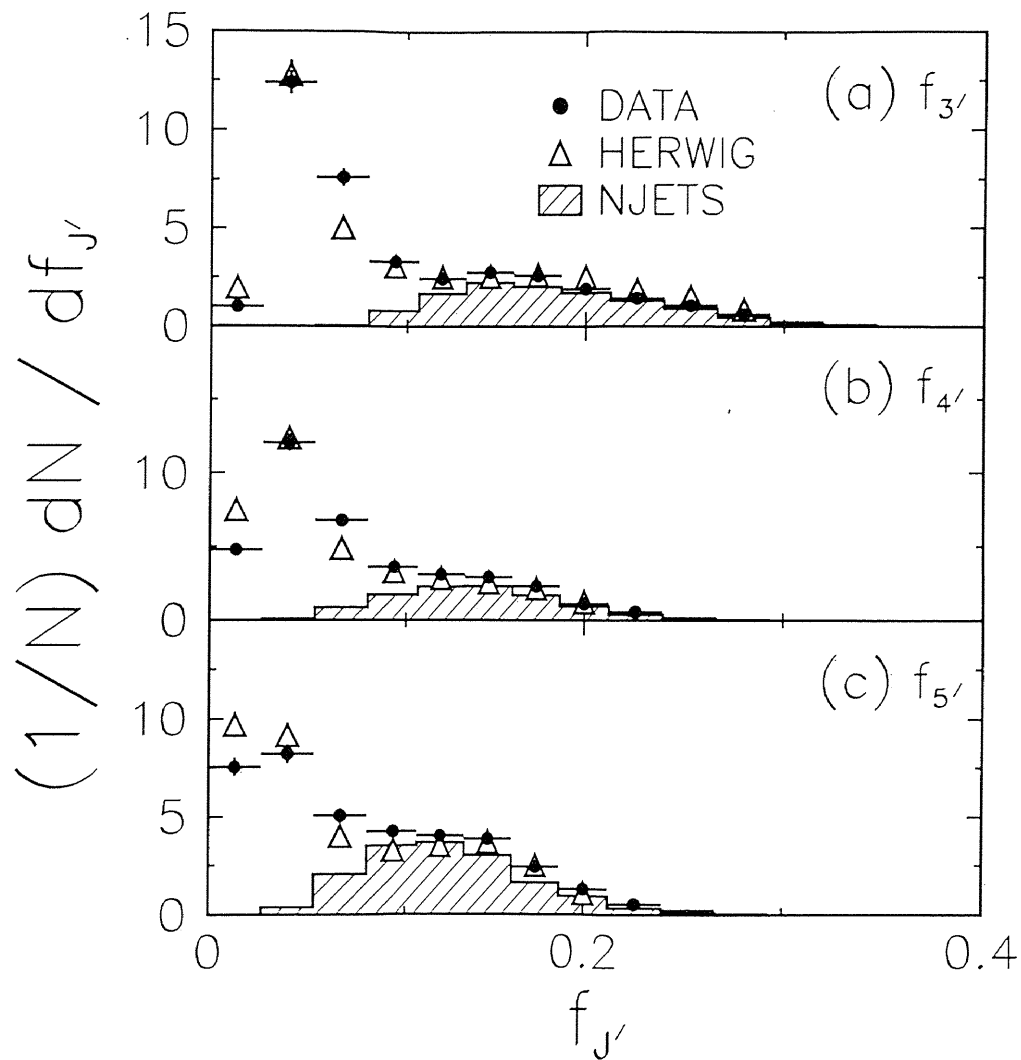 15
10
5
0
(a) f3′
DATA
HERWIG
NJETS
(1/N) dN / dfJ′
10
0
(b) f4′
10
5
0
(c) f5′
0
0.2
0.4
fJ′